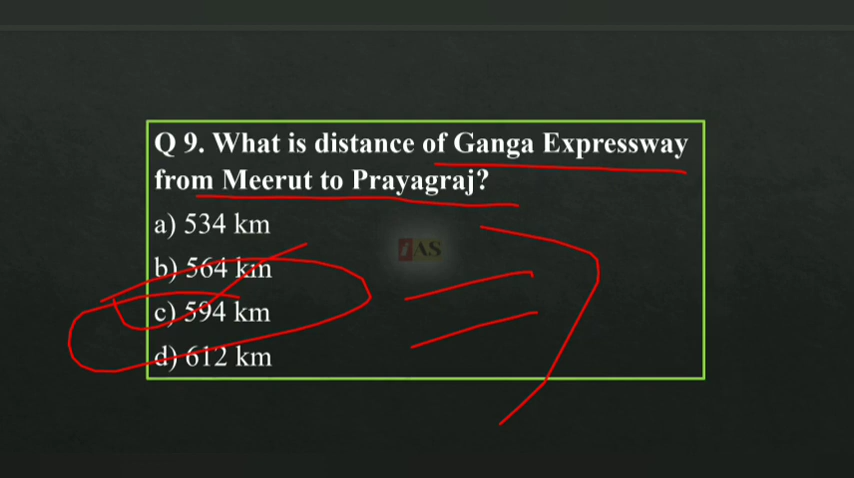 Q 9. What is distance of Ganga Expressway
from Meerut to Prayagraj?
a) 534 km
b) 564 km
iAS
c) 594 km
d) 612 km